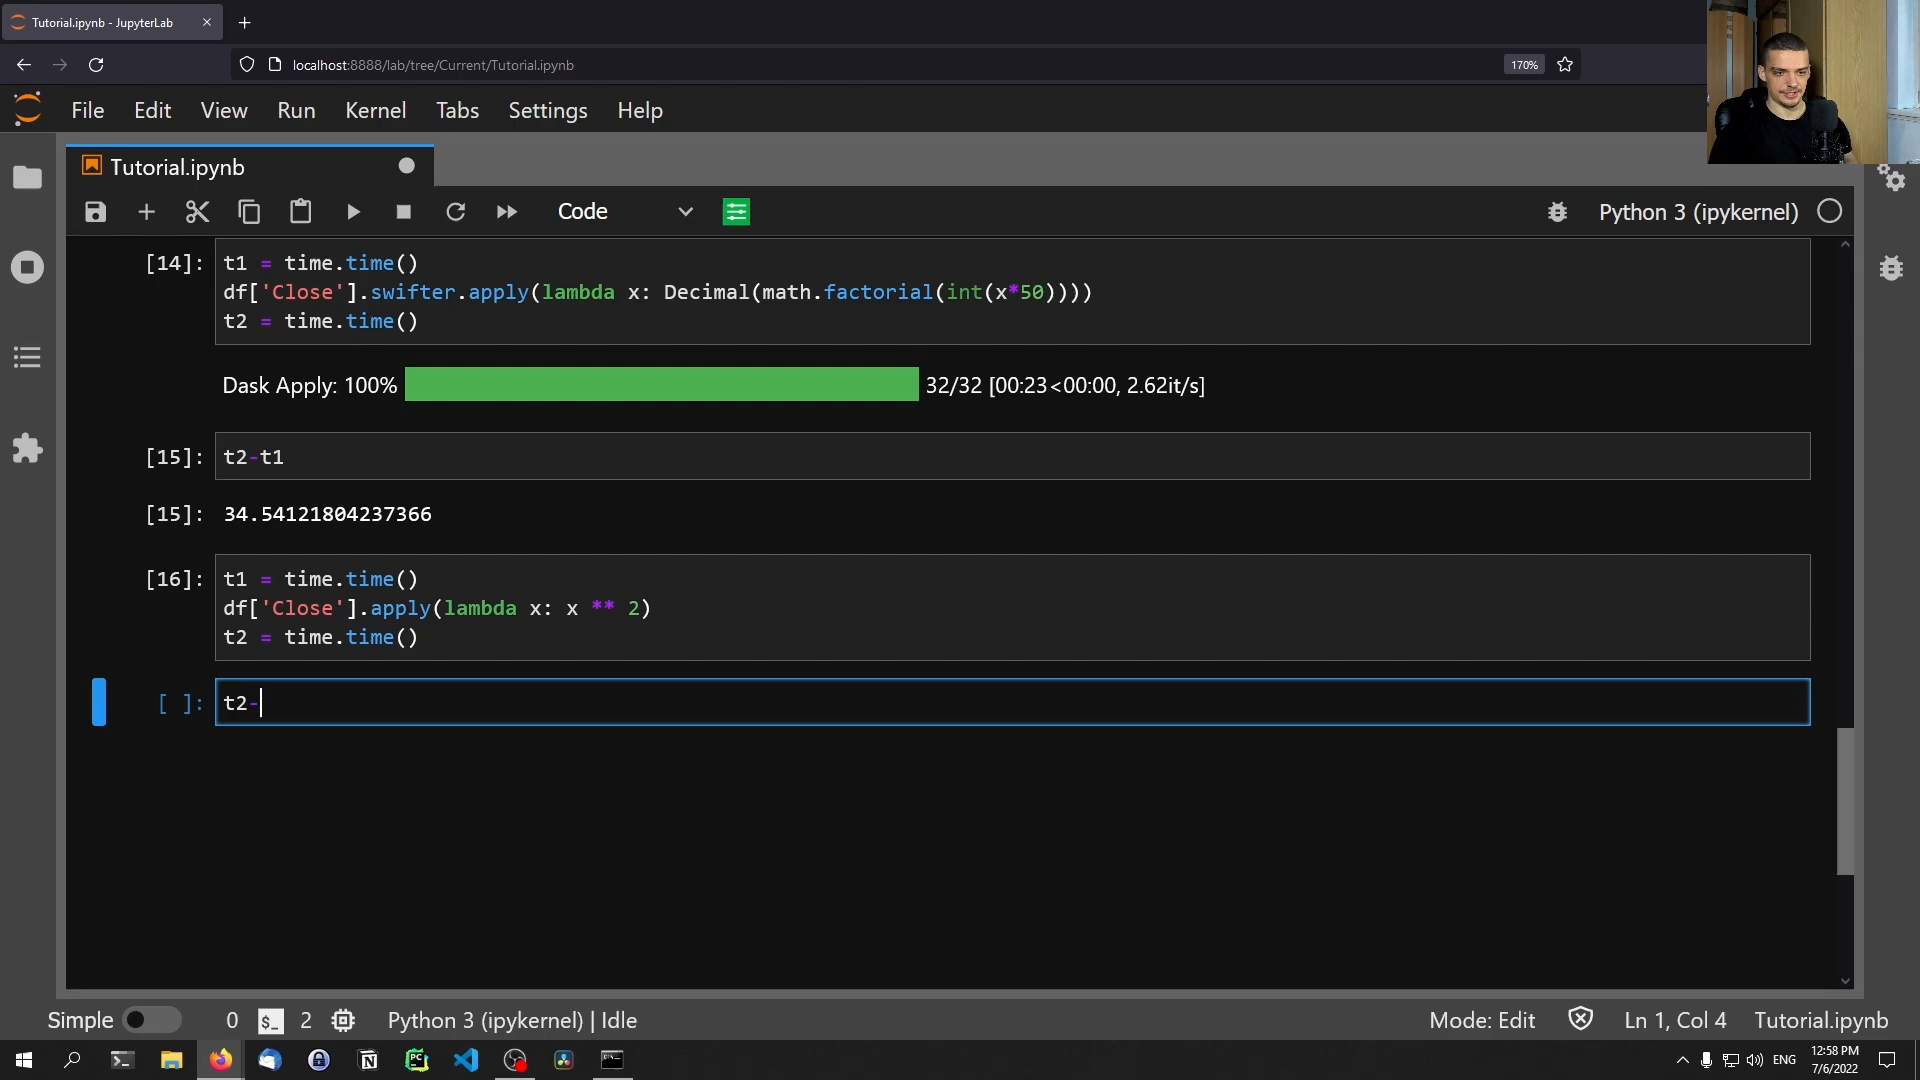 Tutorial.ipynb - JupyterLab
localhost:8888/lab/tree/Current/Tutorial.ipynb
170%
File Edit View Run Kernel Tabs Settings Help
Tutorial.ipynb
Code
Python 3 (ipykernel)
[14]: t1 = time.time()
df['Close'].swifter.apply(lambda x: Decimal(math.factorial(int(x*50))))
t2 = time.time()
Dask Apply: 100% 32/32 [00:23<00:00, 2.62it/s]
[15]: t2-t1
[15]: 34.54121804237366
[16]: t1 = time.time()
df['Close'].apply(lambda x: x ** 2)
t2 = time.time()
[ ]: t2-
Simple 0 $_ 2 Python 3 (ipykernel) | Idle Mode: Edit Ln 1, Col 4 Tutorial.ipynb
ENG
12:58 PM
7/6/2022